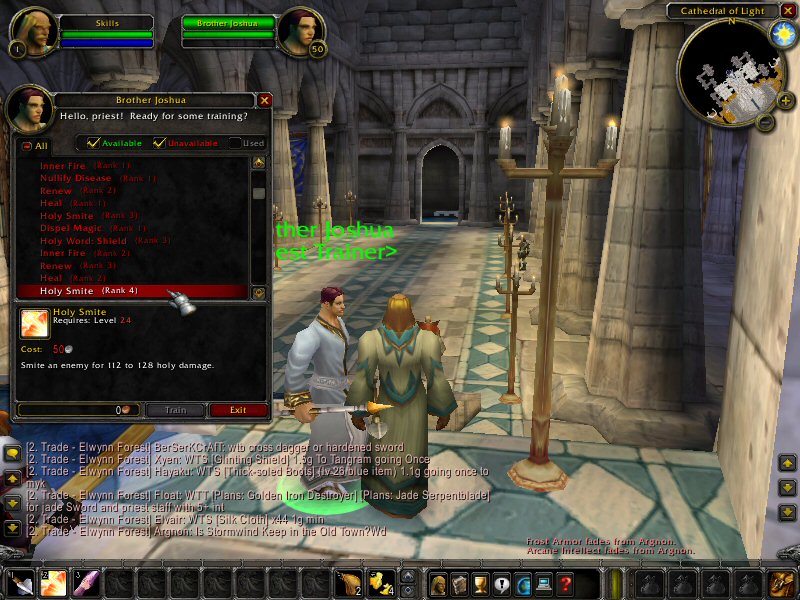 Skills
1
Brother Joshua
50
Cathedral of Light
N
Brother Joshua
Hello, priest! Ready for some training?
All
Available
Unavailable
Used
Inner Fire (Rank 1)
Nullify Disease (Rank 1)
Renew (Rank 2)
Heal (Rank 1)
Holy Smite (Rank 3)
Dispel Magic (Rank 1)
Holy Word: Shield (Rank 3)
Inner Fire (Rank 2)
Renew (Rank 3)
Heal (Rank 2)
Holy Smite (Rank 4)
Holy Smite
Requires: Level 24
Cost: 50
Smite an enemy for 112 to 128 holy damage.
0
Train
Exit
ther Joshua
est Trainer>
[2. Trade - Elwynn Forest] BerSerKCrAfT: wtb cross dagger or hardened sword
[2. Trade - Elwynn Forest] Xyen: WTS [Glinting Shield] 1.5g To Tangram going Once
[2. Trade - Elwynn Forest] Hayaku: WTS [Thick-soled Boots] (lv 26 blue item) 1.1g going once to
myk
[2. Trade - Elwynn Forest] Float: WTT [Plans: Golden Iron Destroyer] [Plans: Jade Serpentblade]
for jade Sword and priest staff with 5+ int
[2. Trade - Elwynn Forest] Elvair: WTS [Silk Cloth] x44 1g min
[2. Trade - Elwynn Forest] Argnon: Is Stormwind Keep in the Old Town?Wd
Frost Armor fades from Argnon.
Arcane Intellect fades from Argnon.
1
2
3
2
4